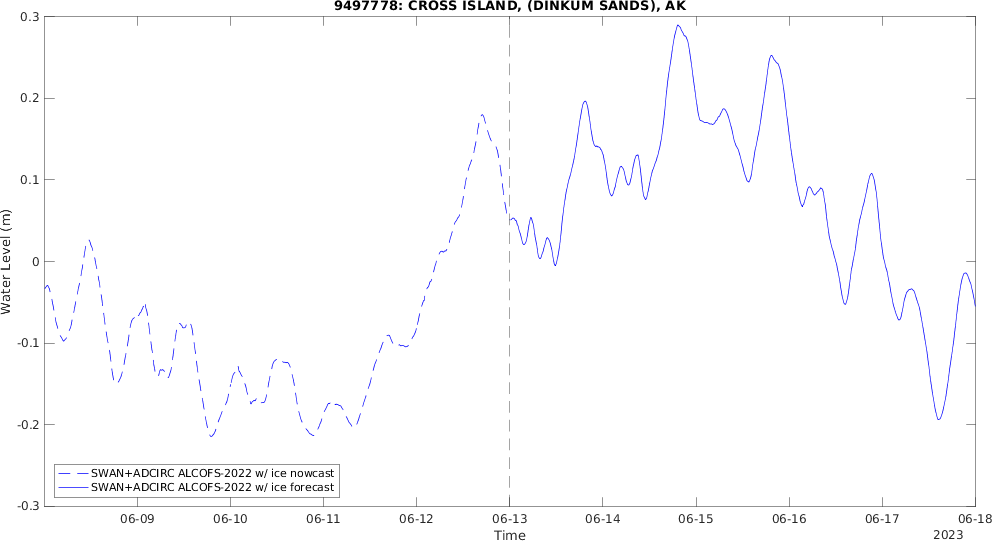 9497778: CROSS ISLAND, (DINKUM SANDS), AK
0.3
0.2
0.1
0
-0.1
-0.2
-0.3
Water Level (m)
SWAN+ADCIRC ALCOFS-2022 w/ ice nowcast
SWAN+ADCIRC ALCOFS-2022 w/ ice forecast
06-09 06-10 06-11 06-12 06-13 06-14 06-15 06-16 06-17 06-18
Time
2023